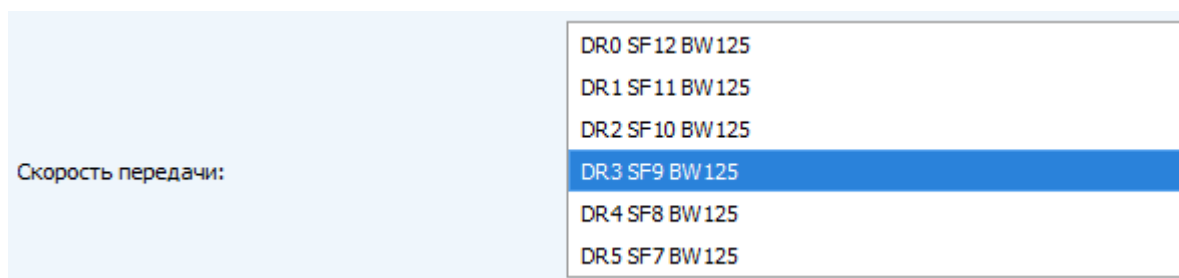 DR0 SF12 BW125
DR1 SF11 BW125
DR2 SF10 BW125
Скорость передачи:
DR3 SF9 BW125
DR4 SF8 BW125
DR5 SF7 BW125